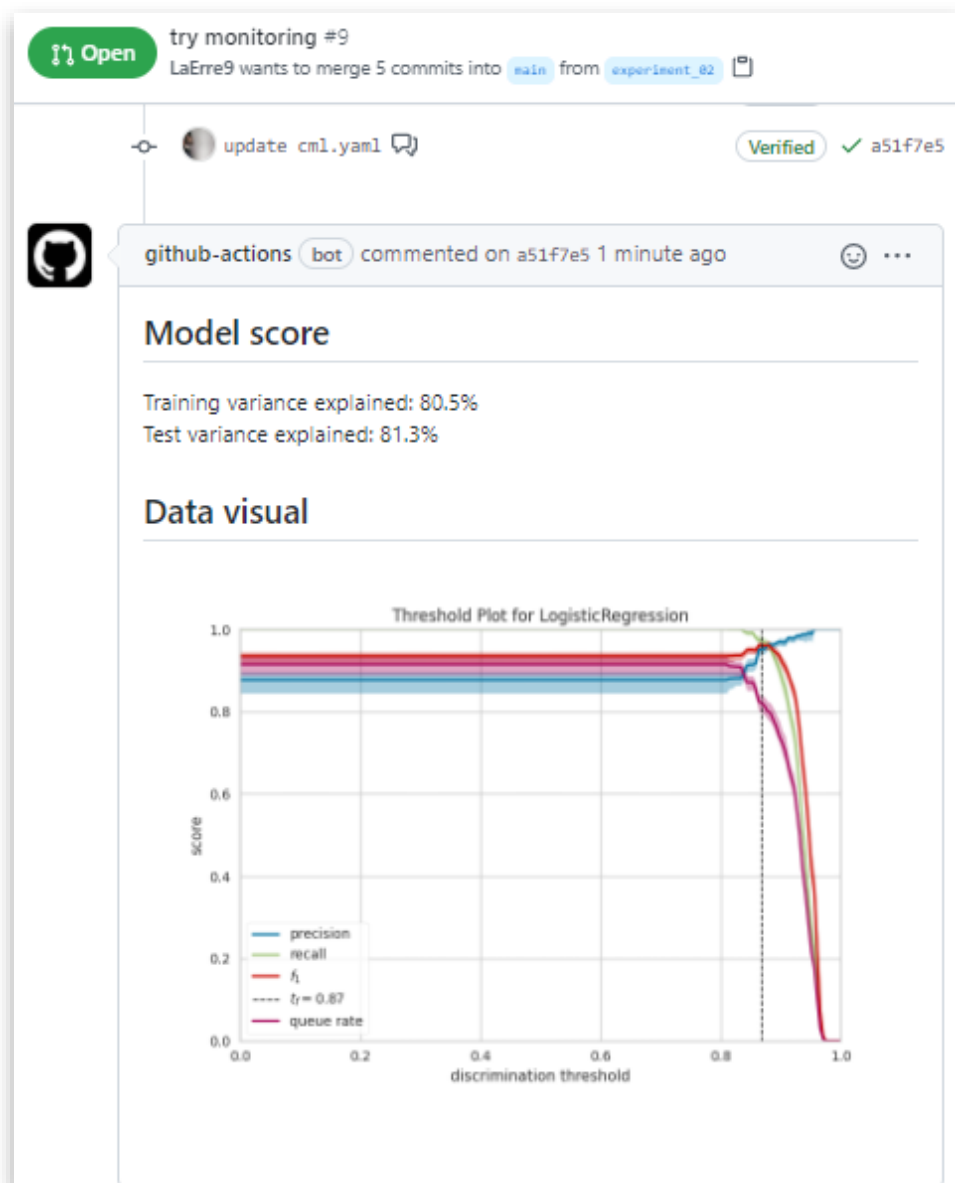 Open
try monitoring #9
LaErre9 wants to merge 5 commits into main from experiment_02
update cml.yaml
Verified
a51f7e5
github-actions bot commented on a51f7e5 1 minute ago
Model score
Training variance explained: 80.5%
Test variance explained: 81.3%
Data visual
Threshold Plot for LogisticRegression
1.0
0.8
0.6
0.4
0.2
0.0
score
precision
recall
f1
tf = 0.87
queue rate
0.0 0.2 0.4 0.6 0.8 1.0
discrimination threshold